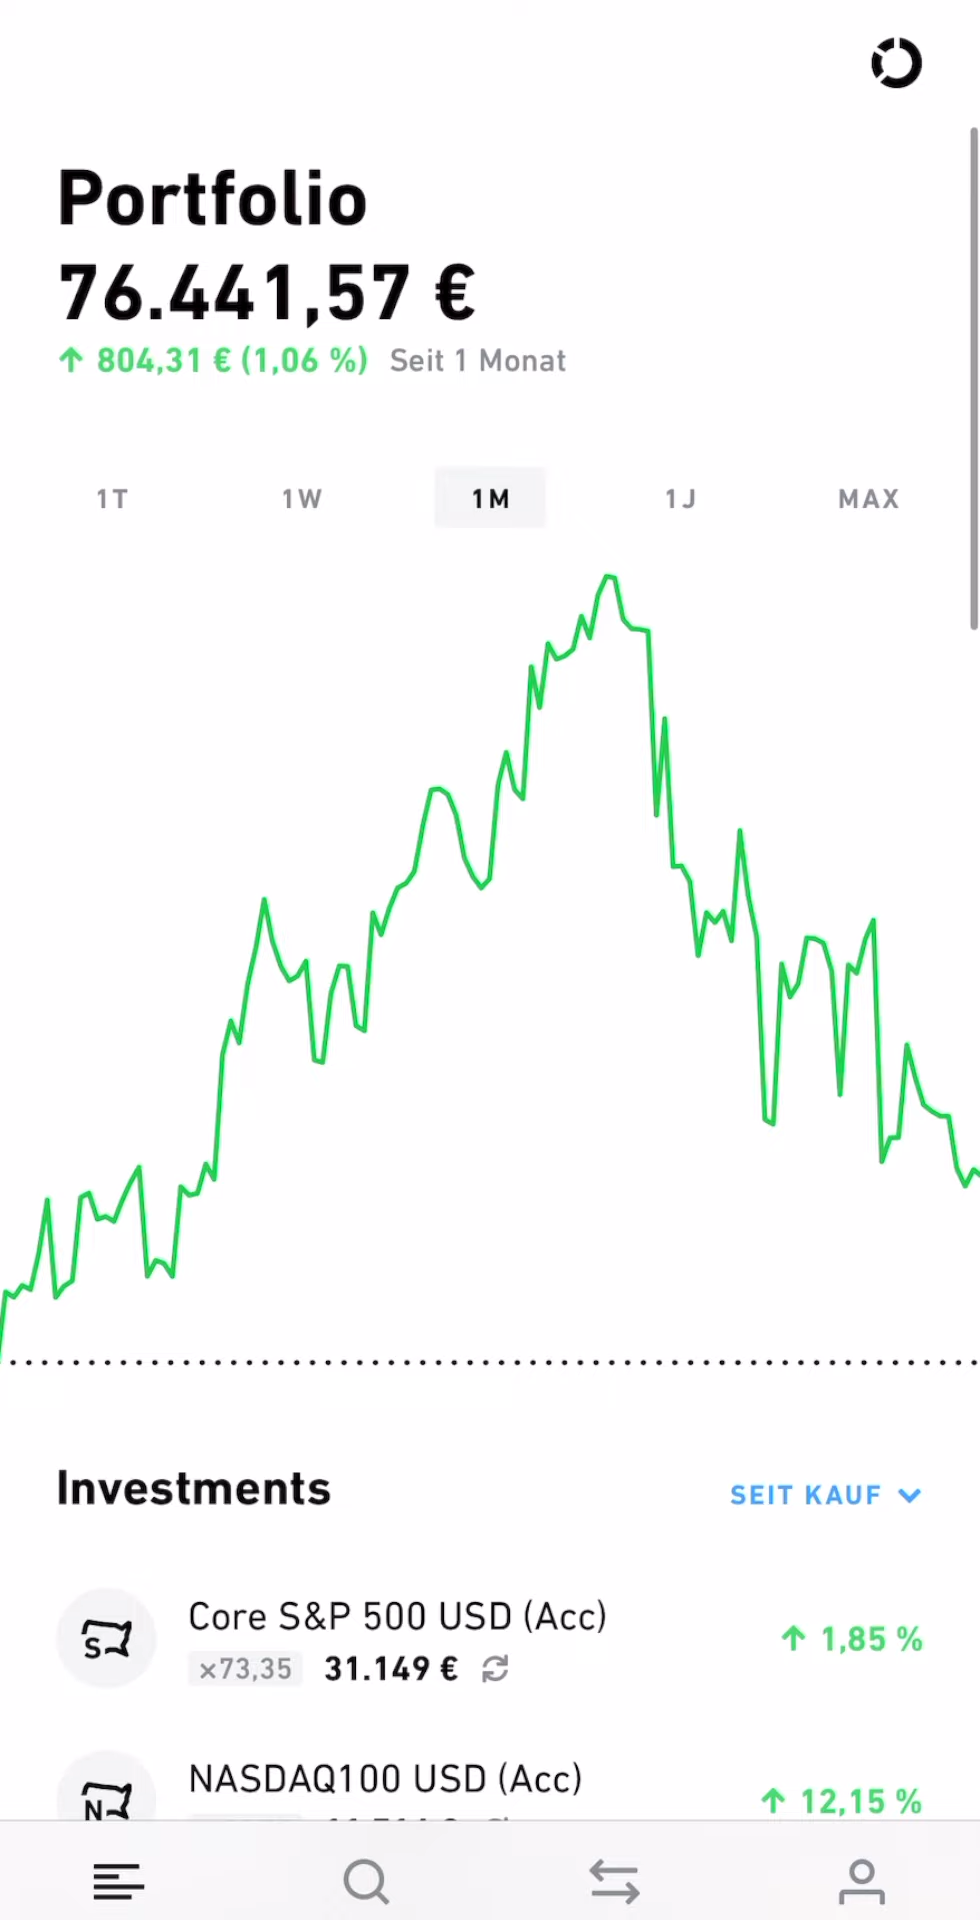 Portfolio
76.441,57 €
↑ 804,31 € (1,06 %) Seit 1 Monat
1T 1W 1M 1J MAX
Investments SEIT KAUF
S
Core S&P 500 USD (Acc)
×73,35 31.149 €
↑ 1,85 %
N
NASDAQ100 USD (Acc)
↑ 12,15 %